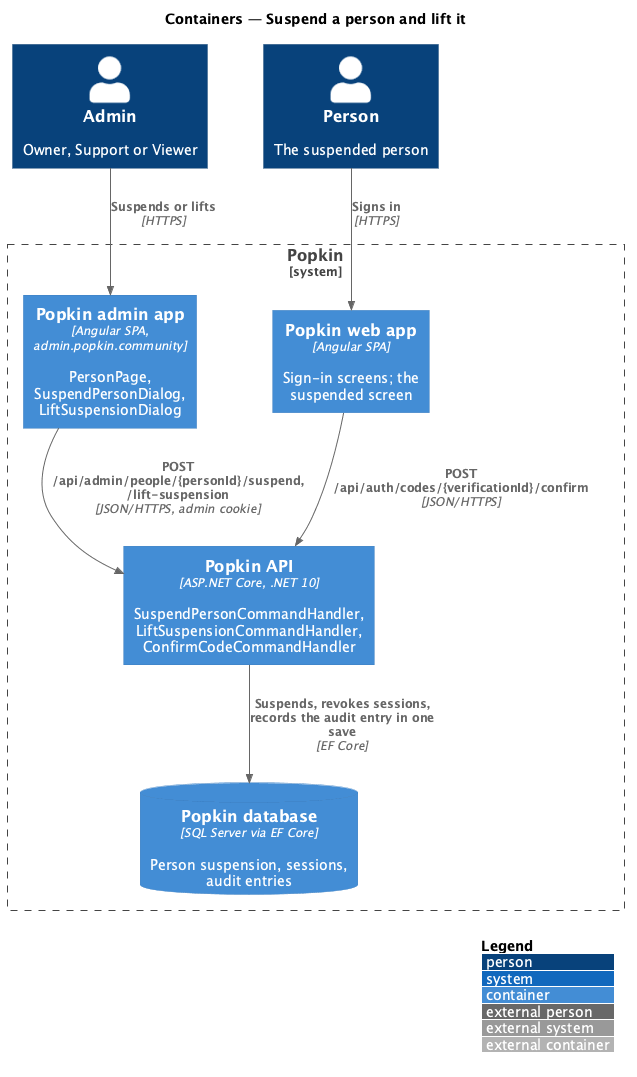 Containers — Suspend a person and lift it
Admin
Owner, Support or Viewer
Person
The suspended person
Suspends or lifts
[HTTPS]
Signs in
[HTTPS]
Popkin
[system]
Popkin admin app
[Angular SPA,
admin.popkin.community]
PersonPage,
SuspendPersonDialog,
LiftSuspensionDialog
Popkin web app
[Angular SPA]
Sign-in screens; the
suspended screen
POST
/api/admin/people/{personId}/suspend,
/lift-suspension
[JSON/HTTPS, admin cookie]
POST
/api/auth/codes/{verificationId}/confirm
[JSON/HTTPS]
Popkin API
[ASP.NET Core, .NET 10]
SuspendPersonCommandHandler,
LiftSuspensionCommandHandler,
ConfirmCodeCommandHandler
Suspends, revokes sessions,
records the audit entry in one
save
[EF Core]
Popkin database
[SQL Server via EF Core]
Person suspension, sessions,
audit entries
Legend
person
system
container
external person
external system
external container